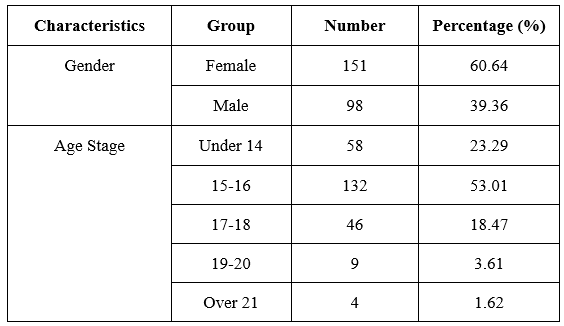 Characteristics Group Number Percentage (%)
Gender Female 151 60.64
Male 98 39.36
Age Stage Under 14 58 23.29
15-16 132 53.01
17-18 46 18.47
19-20 9 3.61
Over 21 4 1.62